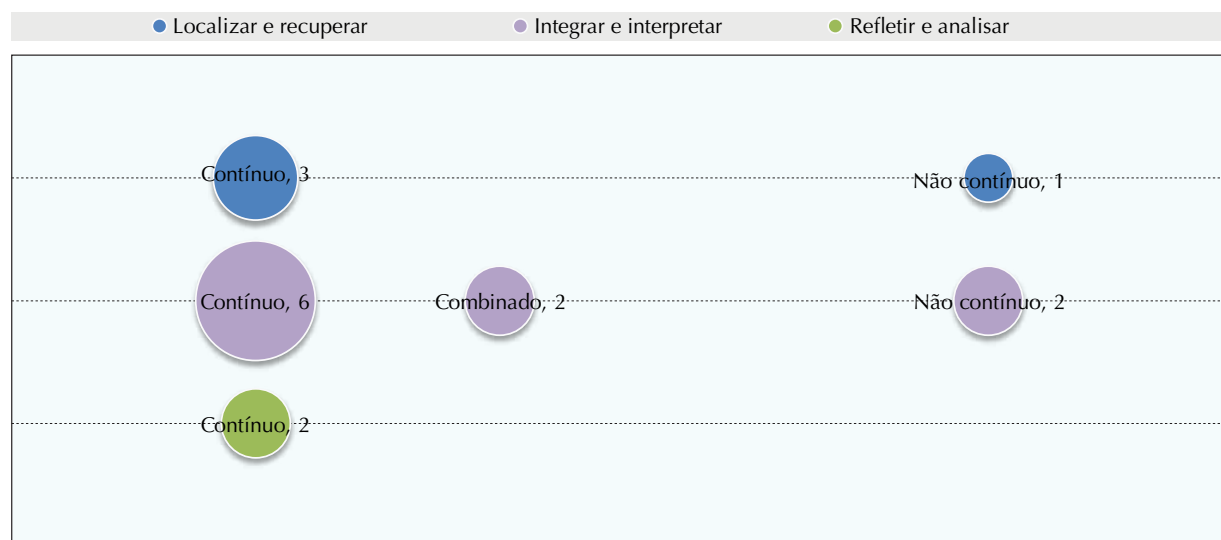 Localizar e recuperar Integrar e interpretar Refletir e analisar
Contínuo, 3 Não contínuo, 1
Contínuo, 6 Combinado, 2 Não contínuo, 2
Contínuo, 2